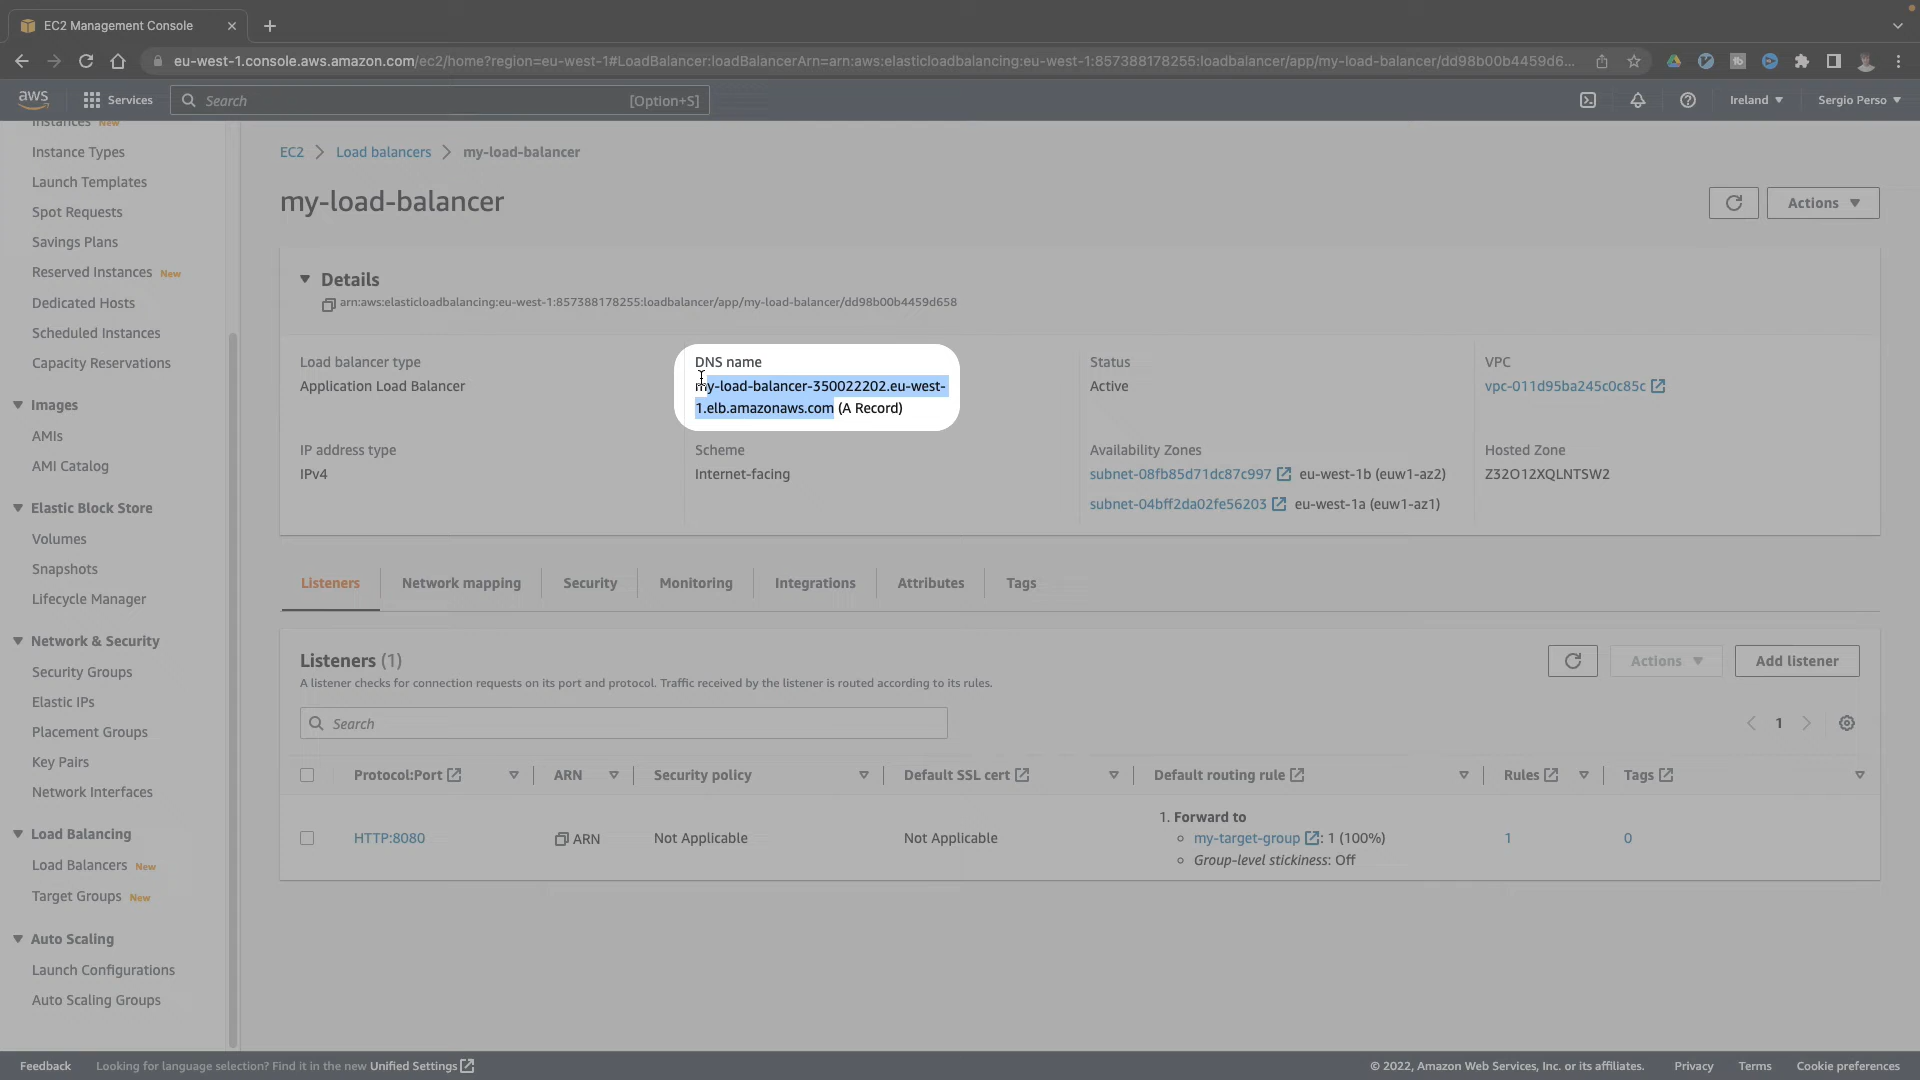 EC2 Management Console
eu-west-1.console.aws.amazon.com/ec2/home?region=eu-west-1#LoadBalancer:loadBalancerArn=arn:aws:elasticloadbalancing:eu-west-1:857388178255:loadbalancer/app/my-load-balancer/dd98b00b4459d6...
aws Services Search [Option+S] Ireland Sergio Perso
Instances New
Instance Types
Launch Templates
Spot Requests
Savings Plans
Reserved Instances New
Dedicated Hosts
Scheduled Instances
Capacity Reservations
Images
AMIs
AMI Catalog
Elastic Block Store
Volumes
Snapshots
Lifecycle Manager
Network & Security
Security Groups
Elastic IPs
Placement Groups
Key Pairs
Network Interfaces
Load Balancing
Load Balancers New
Target Groups New
Auto Scaling
Launch Configurations
Auto Scaling Groups
EC2 > Load balancers > my-load-balancer
my-load-balancer
Actions
Details
arn:aws:elasticloadbalancing:eu-west-1:857388178255:loadbalancer/app/my-load-balancer/dd98b00b4459d658
Load balancer type
Application Load Balancer
DNS name
my-load-balancer-350022202.eu-west-
1.elb.amazonaws.com (A Record)
Status
Active
VPC
vpc-011d95ba245c0c85c
IP address type
IPv4
Scheme
Internet-facing
Availability Zones
subnet-08fb85d71dc87c997 eu-west-1b (euw1-az2)
subnet-04bff2da02fe56203 eu-west-1a (euw1-az1)
Hosted Zone
Z32O12XQLNTSW2
Listeners Network mapping Security Monitoring Integrations Attributes Tags
Listeners (1)
A listener checks for connection requests on its port and protocol. Traffic received by the listener is routed according to its rules.
Actions Add listener
Search
1
Protocol:Port ARN Security policy Default SSL cert Default routing rule Rules Tags
HTTP:8080 ARN Not Applicable Not Applicable
1. Forward to
my-target-group: 1 (100%)
Group-level stickiness: Off
1 0
Feedback Looking for language selection? Find it in the new Unified Settings © 2022, Amazon Web Services, Inc. or its affiliates. Privacy Terms Cookie preferences